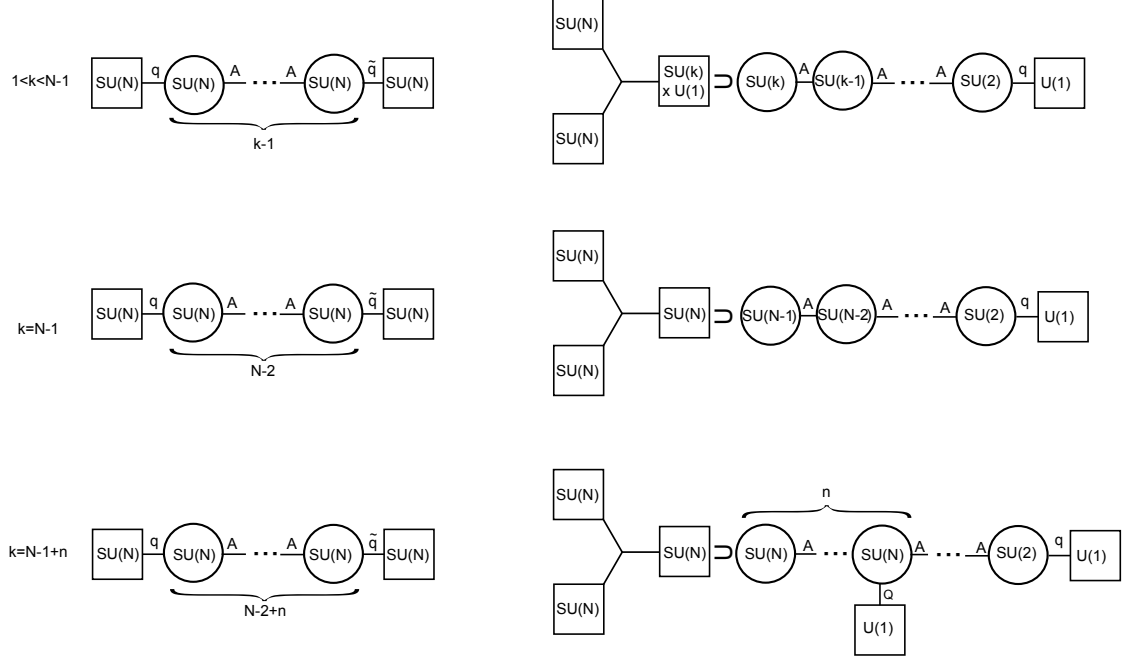 1<k<N-1
SU(N) q SU(N) A A SU(N) q̃ SU(N)
k-1
SU(N)
SU(k) x U(1)
SU(N)
SU(k) A SU(k-1) A A SU(2) q U(1)
k=N-1
SU(N) q SU(N) A A SU(N) q̃ SU(N)
N-2
SU(N)
SU(N)
SU(N)
SU(N-1) A SU(N-2) A A SU(2) q U(1)
k=N-1+n
SU(N) q SU(N) A A SU(N) q̃ SU(N)
N-2+n
SU(N)
SU(N)
SU(N)
n
SU(N) A A SU(N) A A SU(2) q U(1)
Q
U(1)